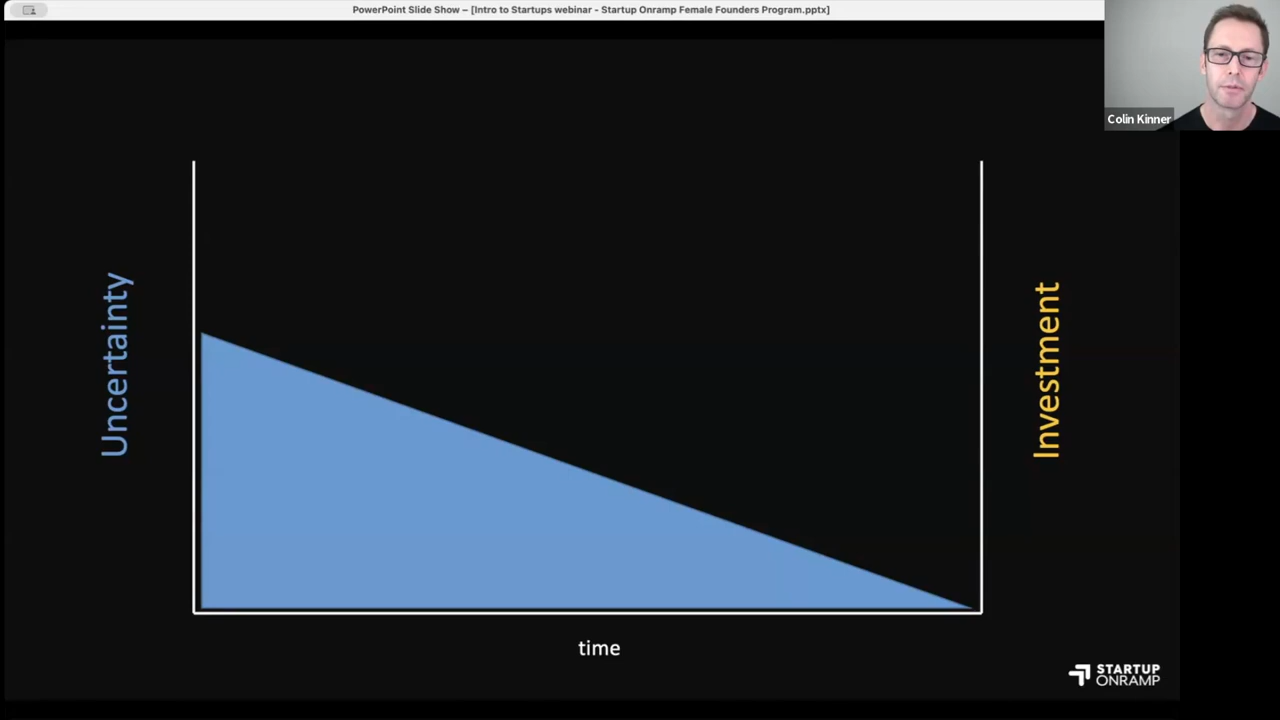 PowerPoint Slide Show – [Intro to Startups webinar - Startup Onramp Female Founders Program.pptx]
Colin Kinner
Uncertainty
Investment
time
STARTUP
ONRAMP